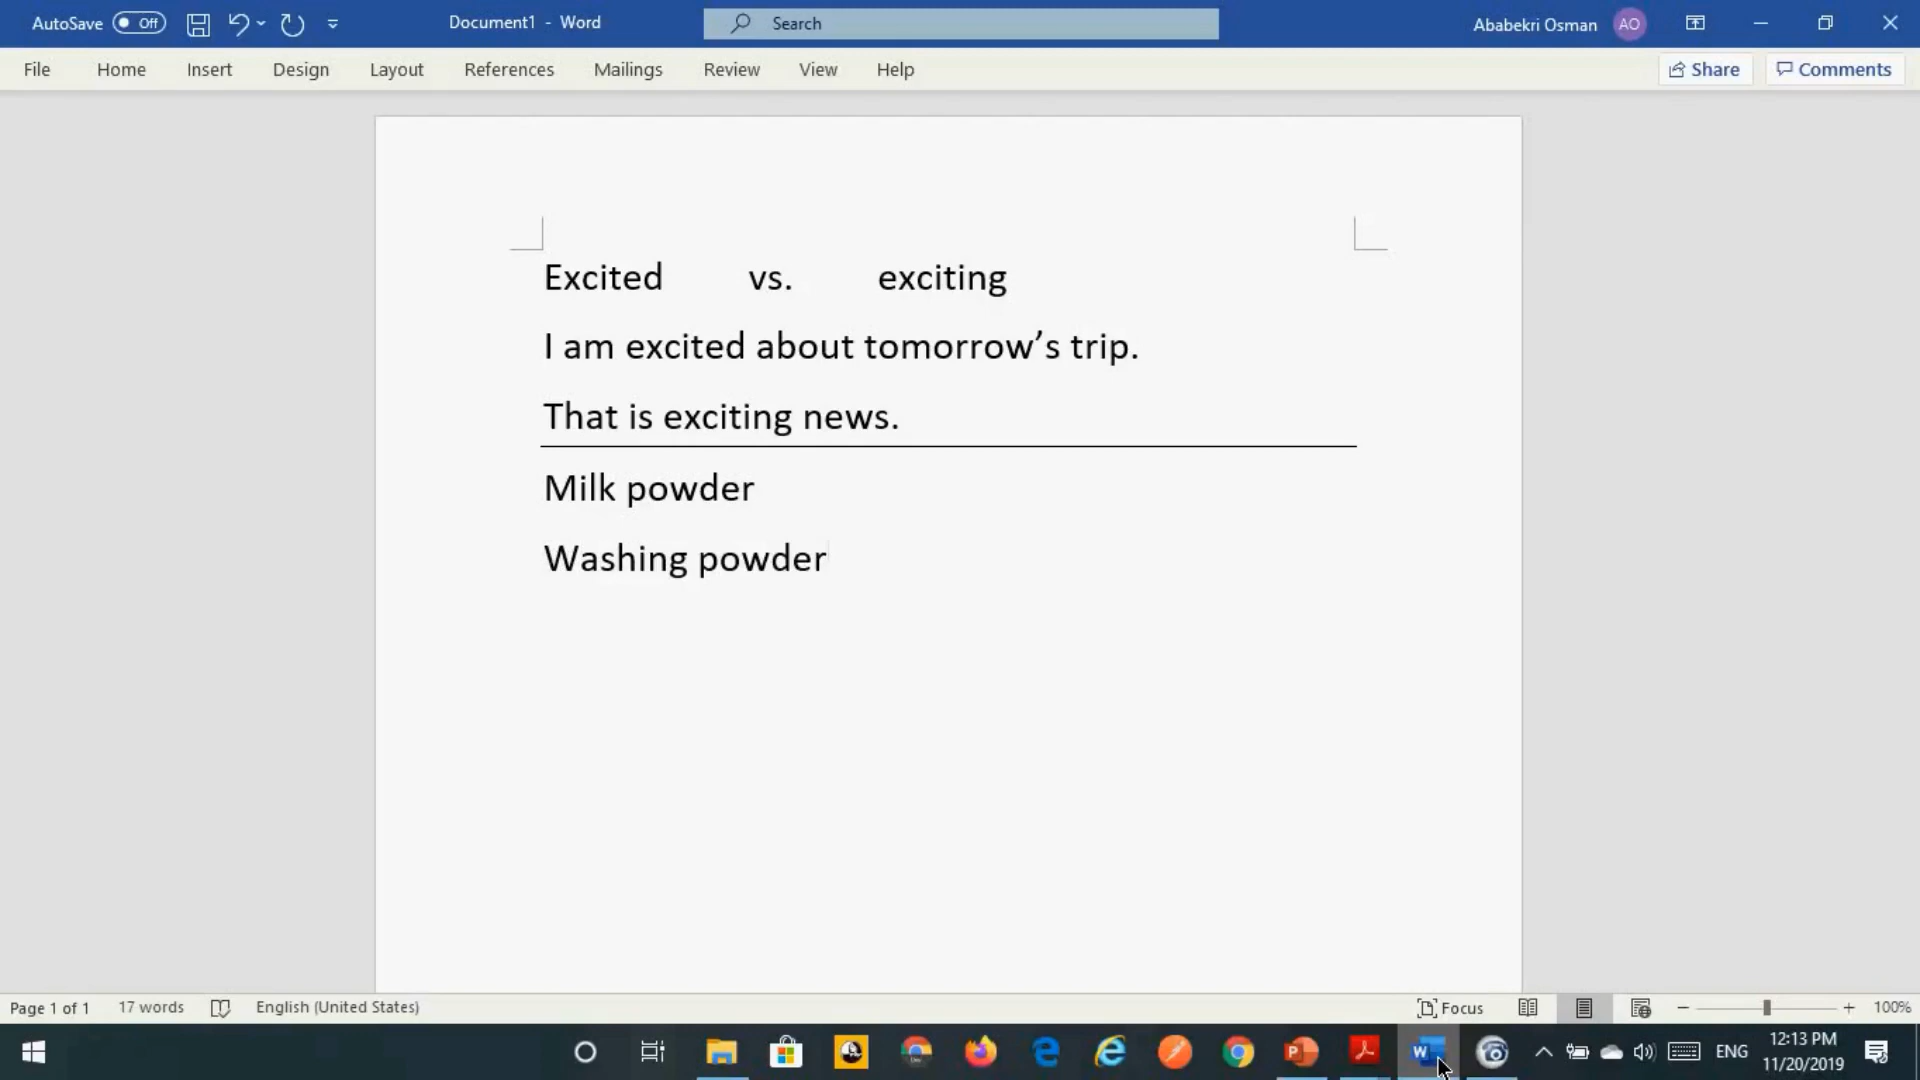 AutoSave Off Document1 - Word Search Ababekri Osman AO
File Home Insert Design Layout References Mailings Review View Help Share Comments
Excited vs. exciting
I am excited about tomorrow’s trip.
That is exciting news.
Milk powder
Washing powder
Page 1 of 1 17 words English (United States) Focus 100%
ENG 12:13 PM
11/20/2019